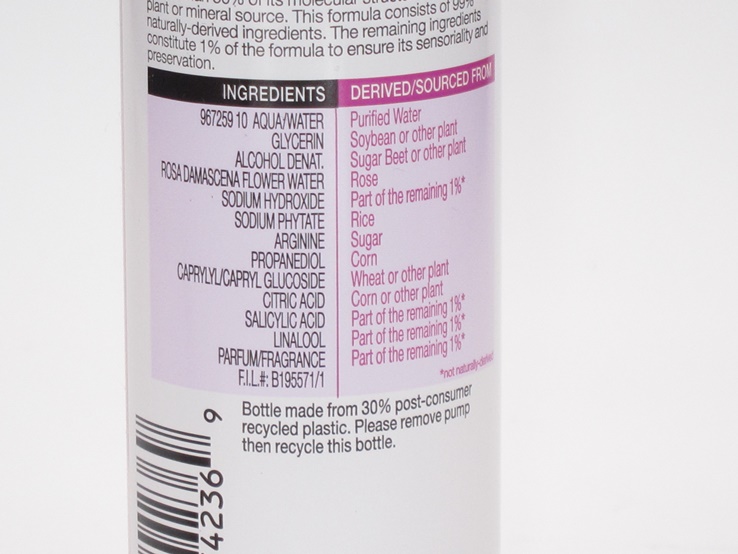 of its molecular
plant or mineral source. This formula consists of 99%
naturally-derived ingredients. The remaining ingredients
constitute 1% of the formula to ensure its sensoriality and
preservation.
INGREDIENTS DERIVED/SOURCED FROM
967259 10 AQUA/WATER Purified Water
GLYCERIN Soybean or other plant
ALCOHOL DENAT. Sugar Beet or other plant
ROSA DAMASCENA FLOWER WATER Rose
SODIUM HYDROXIDE Part of the remaining 1%*
SODIUM PHYTATE Rice
ARGININE Sugar
PROPANEDIOL Corn
CAPRYLYL/CAPRYL GLUCOSIDE Wheat or other plant
CITRIC ACID Corn or other plant
SALICYLIC ACID Part of the remaining 1%*
LINALOOL Part of the remaining 1%*
PARFUM/FRAGRANCE Part of the remaining 1%*
F.I.L.#: B195571/1
*not naturally-derived
Bottle made from 30% post-consumer
recycled plastic. Please remove pump
then recycle this bottle.
4236 9